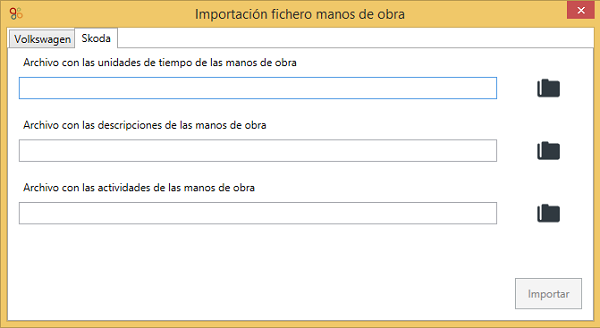 Importación fichero manos de obra
Volkswagen
Skoda
Archivo con las unidades de tiempo de las manos de obra
Archivo con las descripciones de las manos de obra
Archivo con las actividades de las manos de obra
Importar